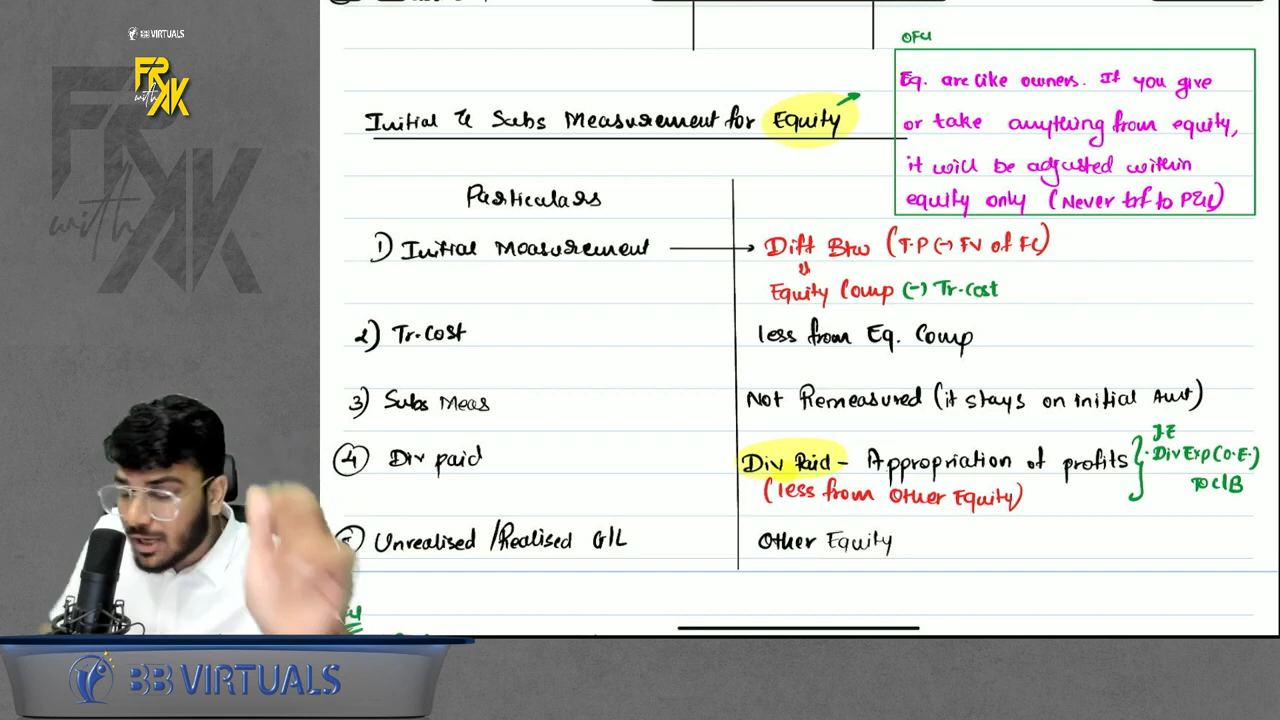 BB VIRTUALS
FR
with
AK
FR
with
AK
OFU
Eq. are like owners. If you give
or take anything from equity,
it will be adjusted within
equity only (Never trf to P&L)
Initial & Subs Measurement for Equity
Particulars
1) Initial Measurement
Diff Btw (T.P (-) FV of FL)
Equity Comp (-) Tr.cost
2) Tr.cost
less from Eq. Comp
3) Subs Meas
Not Remeasured (it stays on initial Amt)
4) Div paid
Div Paid - Appropriation of profits
(less from Other Equity)
JE
Div Exp (O.E.)
To C/B
Unrealised /Realised G/L
Other Equity
BB VIRTUALS